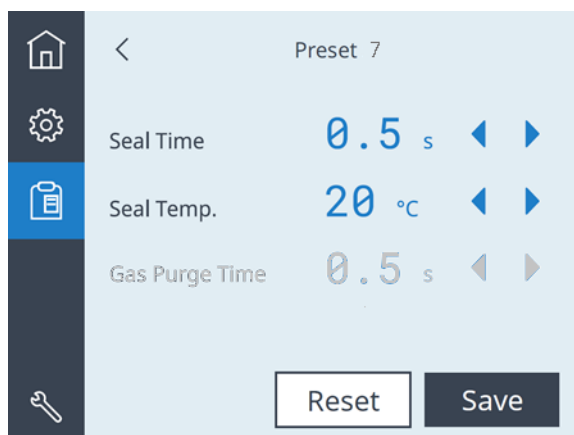 Preset 7
Seal Time 0.5 s
Seal Temp. 20 °C
Gas Purge Time 0.5 s
Reset Save